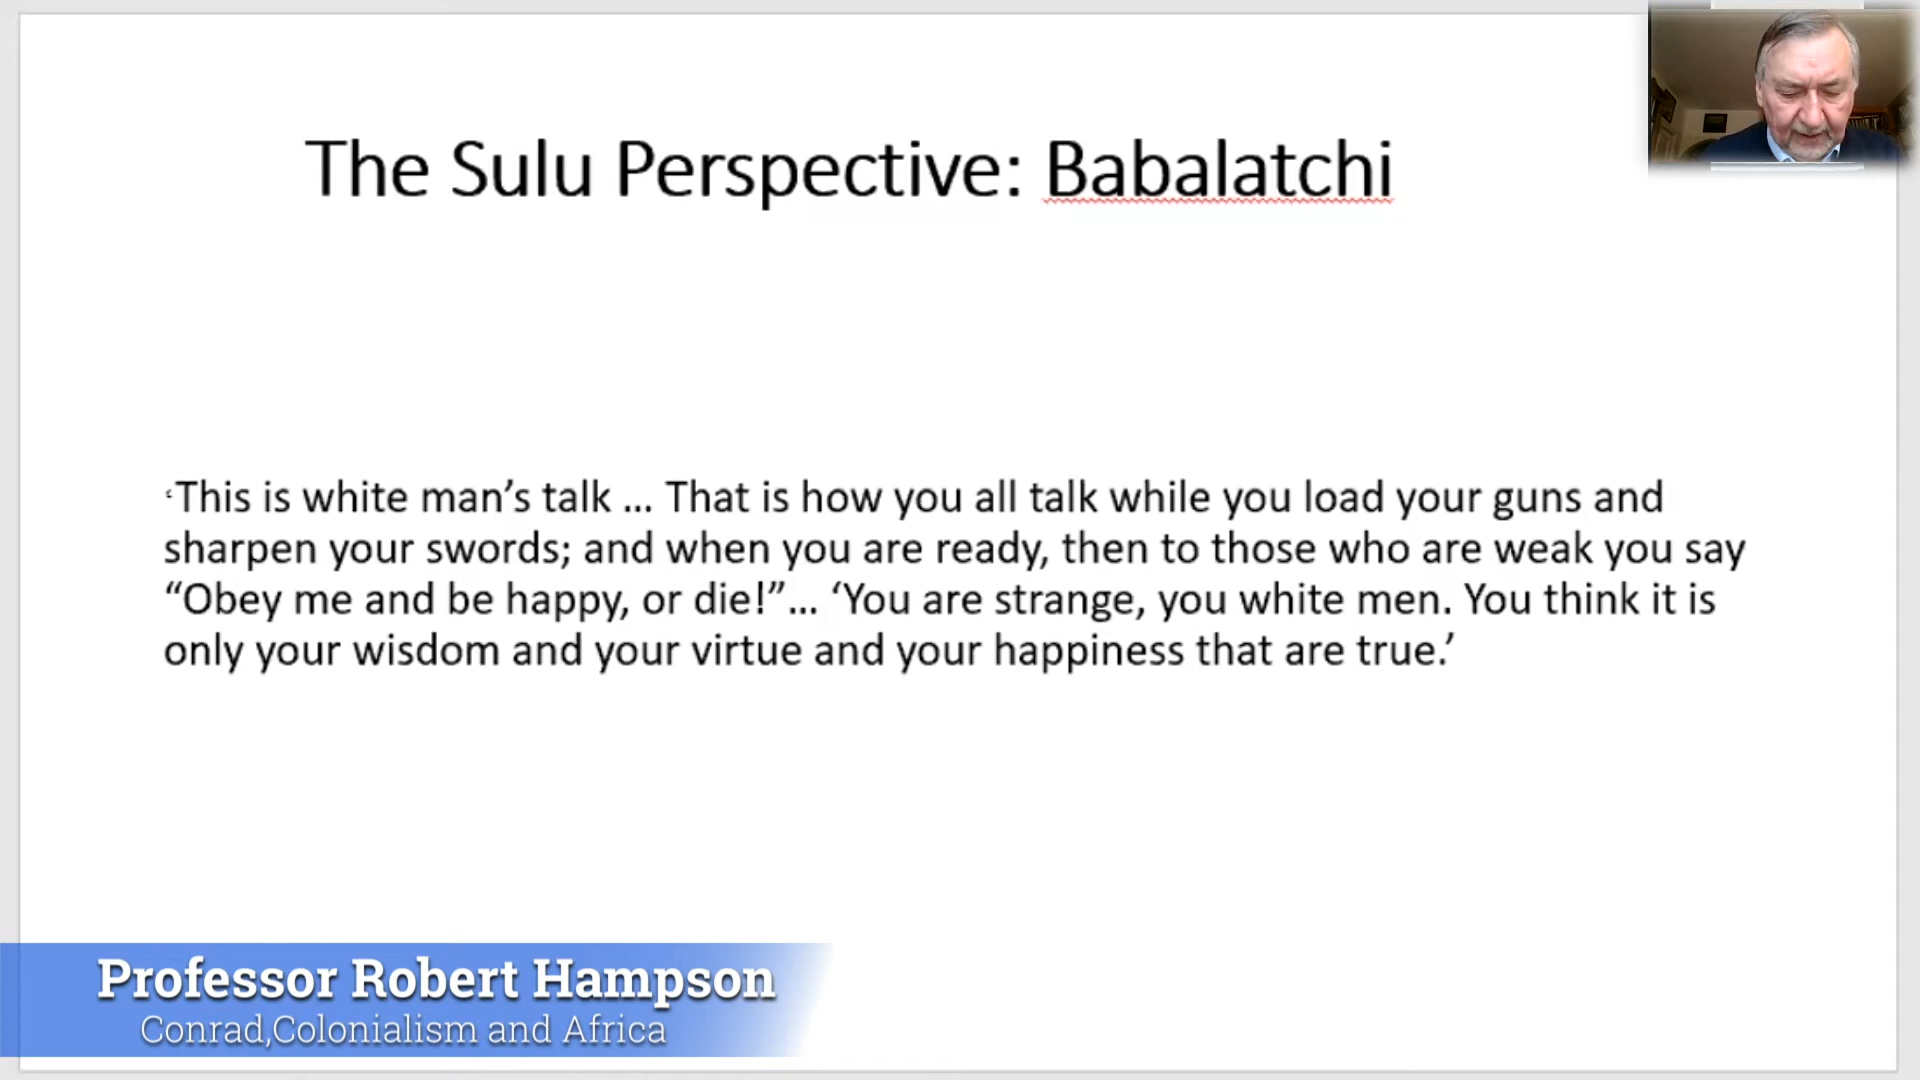 The Sulu Perspective: Babalatchi
‘This is white man’s talk ... That is how you all talk while you load your guns and
sharpen your swords; and when you are ready, then to those who are weak you say
“Obey me and be happy, or die!”... ‘You are strange, you white men. You think it is
only your wisdom and your virtue and your happiness that are true.’
Professor Robert Hampson
Conrad,Colonialism and Africa